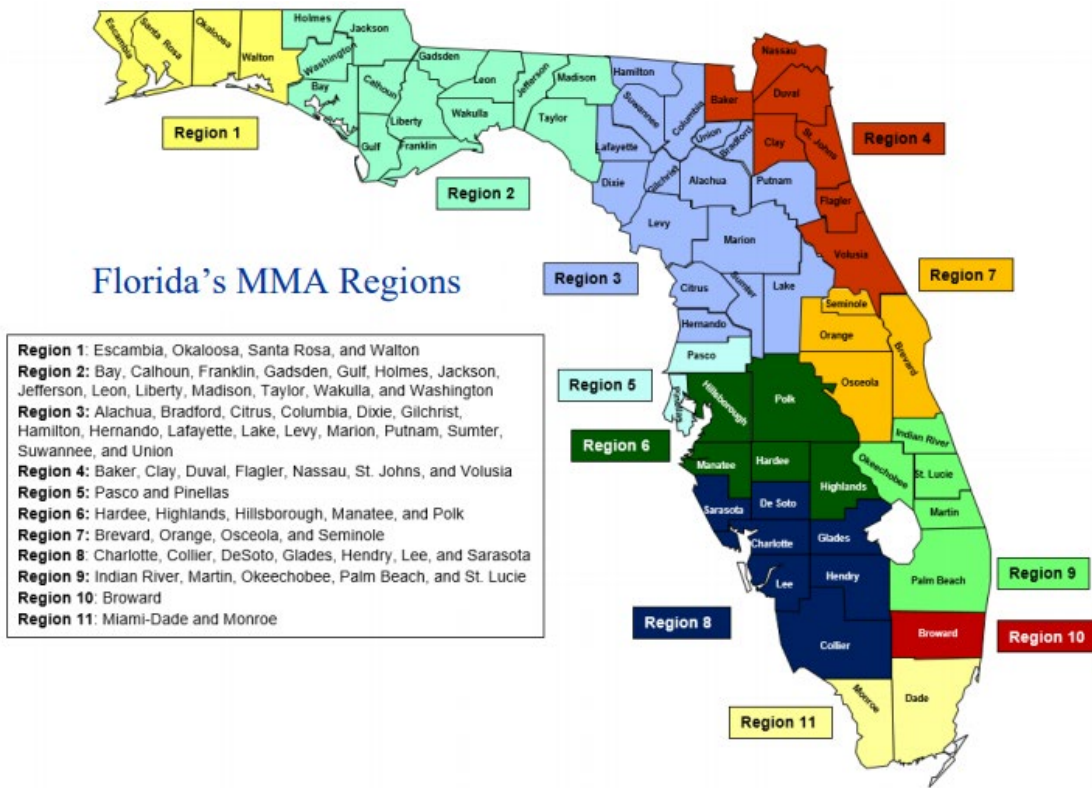 Holmes
Jackson
Escambia
Santa Rosa
Okaloosa
Walton
Washington
Bay
Calhoun
Gadsden
Leon
Jefferson
Madison
Hamilton
Liberty
Wakulla
Taylor
Gulf
Franklin
Suwannee
Columbia
Baker
Nassau
Duval
Lafayette
Union
Bradford
Clay
St. Johns
Dixie
Gilchrist
Alachua
Putnam
Flagler
Levy
Marion
Volusia
Region 1
Region 2
Region 4
Florida's MMA Regions
Region 3
Region 7
Citrus
Sumter
Lake
Seminole
Hernando
Orange
Brevard
Pasco
Osceola
Region 5
Pinellas
Hillsborough
Polk
Region 6
Indian River
Manatee
Hardee
Highlands
Okeechobee
St. Lucie
Sarasota
De Soto
Martin
Charlotte
Glades
Lee
Hendry
Palm Beach
Region 9
Region 8
Collier
Broward
Region 10
Monroe
Dade
Region 11
Region 1: Escambia, Okaloosa, Santa Rosa, and Walton
Region 2: Bay, Calhoun, Franklin, Gadsden, Gulf, Holmes, Jackson,
Jefferson, Leon, Liberty, Madison, Taylor, Wakulla, and Washington
Region 3: Alachua, Bradford, Citrus, Columbia, Dixie, Gilchrist,
Hamilton, Hernando, Lafayette, Lake, Levy, Marion, Putnam, Sumter,
Suwannee, and Union
Region 4: Baker, Clay, Duval, Flagler, Nassau, St. Johns, and Volusia
Region 5: Pasco and Pinellas
Region 6: Hardee, Highlands, Hillsborough, Manatee, and Polk
Region 7: Brevard, Orange, Osceola, and Seminole
Region 8: Charlotte, Collier, DeSoto, Glades, Hendry, Lee, and Sarasota
Region 9: Indian River, Martin, Okeechobee, Palm Beach, and St. Lucie
Region 10: Broward
Region 11: Miami-Dade and Monroe